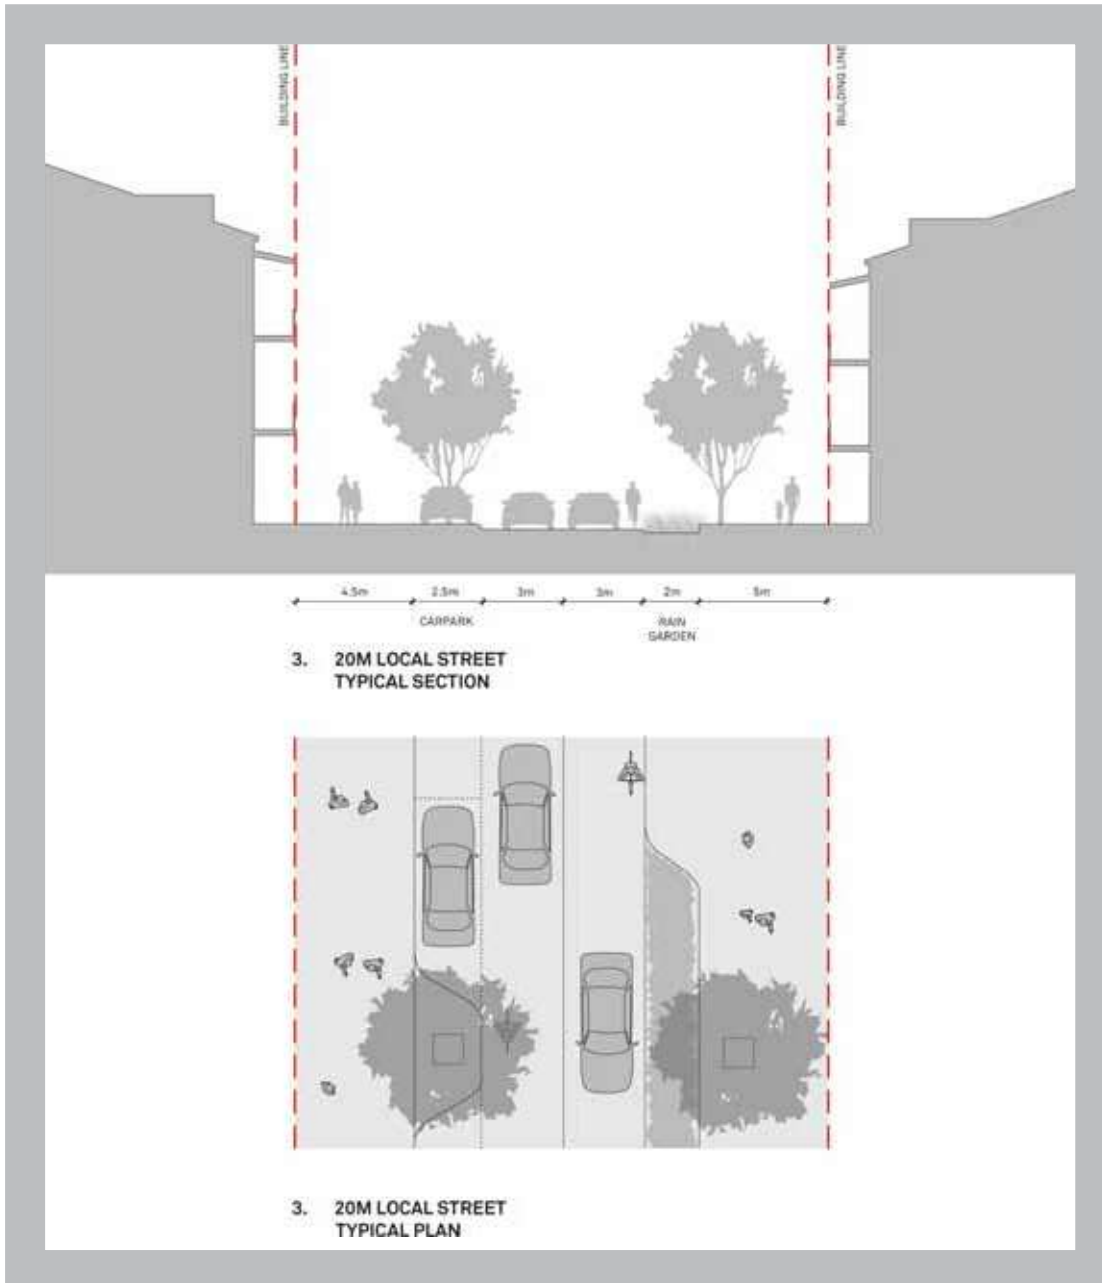 BUILDING LINE
BUILDING LINE
4.5m
2.5m
3m
3m
2m
5m
CARPARK
RAIN
GARDEN
3. 20M LOCAL STREET
TYPICAL SECTION
3. 20M LOCAL STREET
TYPICAL PLAN